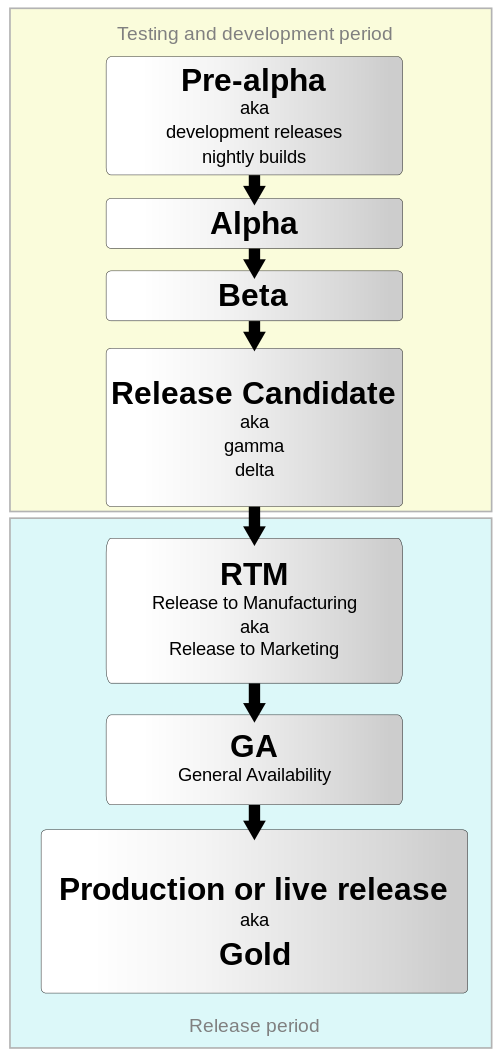 Testing and development period
Pre-alpha
aka
development releases
nightly builds
Alpha
Beta
Release Candidate
aka
gamma
delta
RTM
Release to Manufacturing
aka
Release to Marketing
GA
General Availability
Production or live release
aka
Gold
Release period